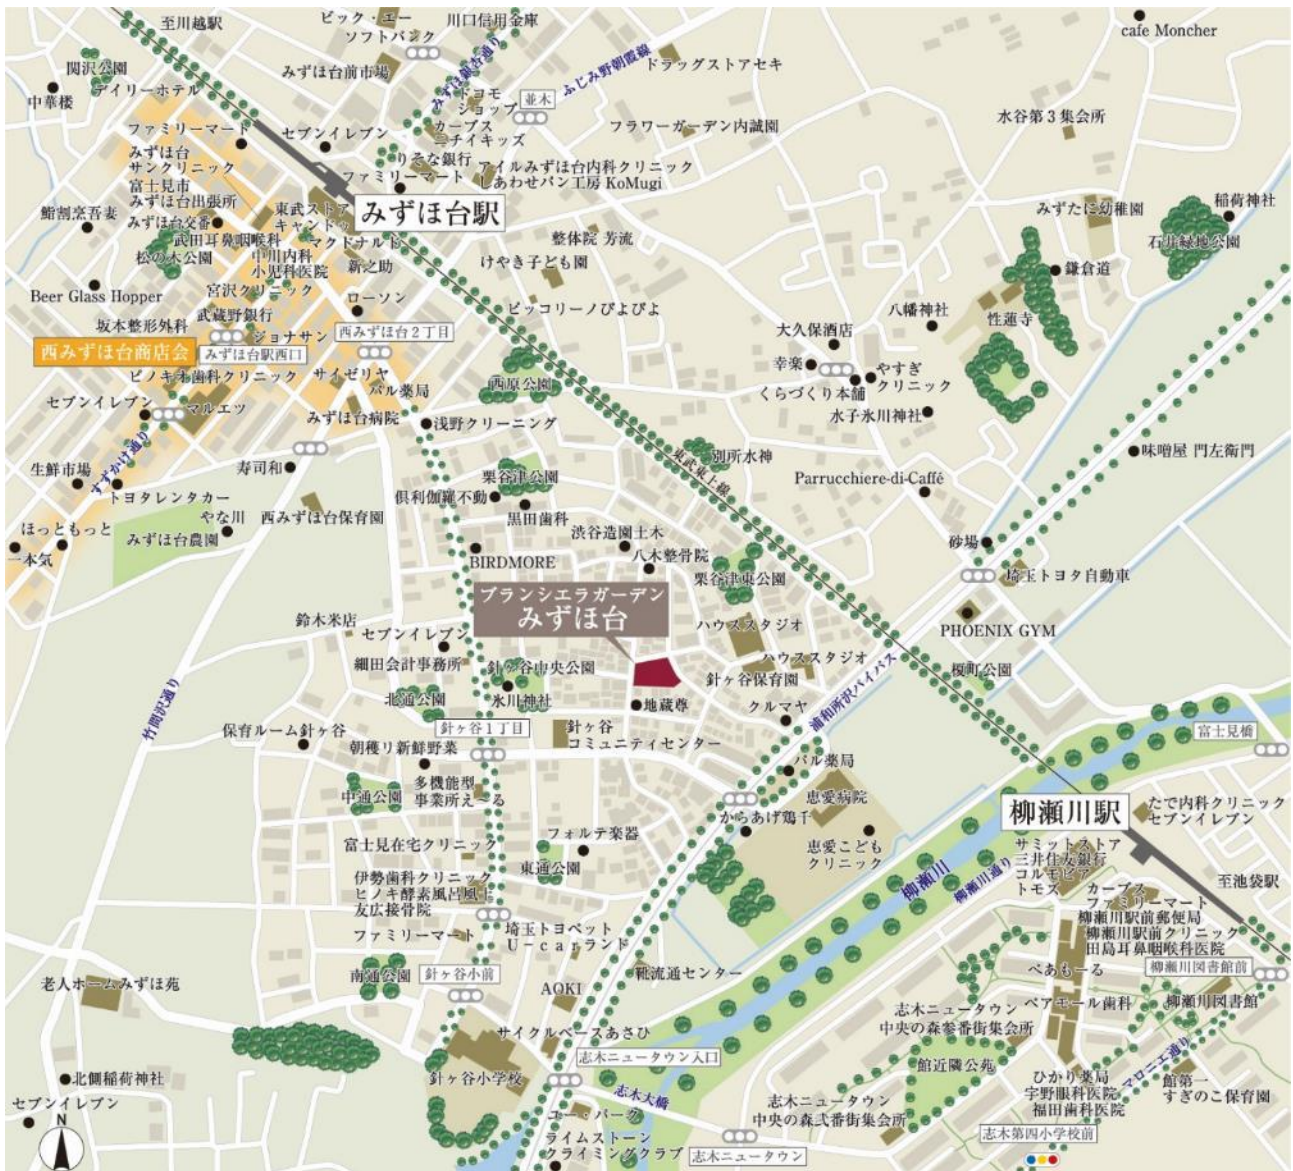 至川越駅
ビック・エー
ソフトバンク
川口信用金庫
cafe Moncher
関沢公園
デイリーホテル
中華楼
みずほ台前市場
みずほ銀杏通り
ふじみ野朝霞線
ドラッグストアセキ
ドコモ
ショップ
並木
水谷第3集会所
ファミリーマート
セブンイレブン
カーブス
ニチイキッズ
フラワーガーデン内誠園
みずほ台
サンクリニック
りそな銀行
ファミリーマート
アイルみずほ台内科クリニック
しあわせパン工房 KoMugi
富士見市
みずほ台出張所
みずほ台駅
みずたに幼稚園
稲荷神社
石井緑地公園
鮨割烹吾妻
みずほ台交番
東武ストア
キャンドゥ
マクドナルド
武田耳鼻咽喉科
松の木公園
中川内科
小児科医院
新之助
整体院 芳流
けやき子ども園
鎌倉道
Beer Glass Hopper
宮沢クリニック
ローソン
ピッコリーノぴよぴよ
八幡神社
性蓮寺
坂本整形外科
武蔵野銀行
ジョナサン
西みずほ台2丁目
大久保酒店
西みずほ台商店会
みずほ台駅西口
幸楽
やすぎ
クリニック
ピノキオ歯科クリニック
サイゼリヤ
パル薬局
西原公園
くらづくり本舗
セブンイレブン
マルエツ
みずほ台病院
浅野クリーニング
水子氷川神社
すずかけ通り
生鮮市場
寿司和
栗谷津公園
別所水神
東武東上線
味噌屋 門左衛門
トヨタレンタカー
倶利伽羅不動
Parrucchiere-di-Caffé
ほっともっと
やな川
西みずほ台保育園
黒田歯科
みずほ台農園
渋谷造園土木
一本気
BIRDMORE
八木整骨院
砂場
栗谷津東公園
埼玉トヨタ自動車
ブランシエラガーデン
みずほ台
鈴木米店
セブンイレブン
ハウススタジオ
PHOENIX GYM
細田会計事務所
針ヶ谷中央公園
ハウススタジオ
針ケ谷保育園
榎町公園
竹間沢通り
北通公園
氷川神社
地蔵尊
クルマヤ
浦和所沢バイパス
保育ルーム針ヶ谷
針ヶ谷1丁目
針ヶ谷
コミュニティセンター
富士見橋
朝穫り新鮮野菜
パル薬局
多機能型
事業所え〜る
中通公園
恵愛病院
柳瀬川駅
たで内科クリニック
セブンイレブン
からあげ鶏千
フォルテ楽器
恵愛こども
クリニック
富士見在宅クリニック
東通公園
柳瀬川
柳瀬川通り
サミットストア
三井住友銀行
コルモピア
トモズ
至池袋駅
伊勢歯科クリニック
ヒノキ酵素風呂風土
友広接骨院
カーブス
ファミリーマート
柳瀬川駅前郵便局
柳瀬川駅前クリニック
田島耳鼻咽喉科医院
ファミリーマート
埼玉トヨペット
U-carランド
ぺあもーる
柳瀬川図書館前
南通公園
針ヶ谷小前
靴流通センター
老人ホームみずほ苑
AOKI
ペアモール歯科
柳瀬川図書館
志木ニュータウン
中央の森参番街集会所
サイクルベースあさひ
志木ニュータウン入口
館近隣公苑
マロニエ通り
針ケ谷小学校
北側稲荷神社
志木大橋
ひかり薬局
宇野眼科医院
福田歯科医院
館第一
すぎのこ保育園
セブンイレブン
ユー・パーク
志木ニュータウン
中央の森弐番街集会所
N
ライムストーン
クライミングクラブ
志木ニュータウン
志木第四小学校前